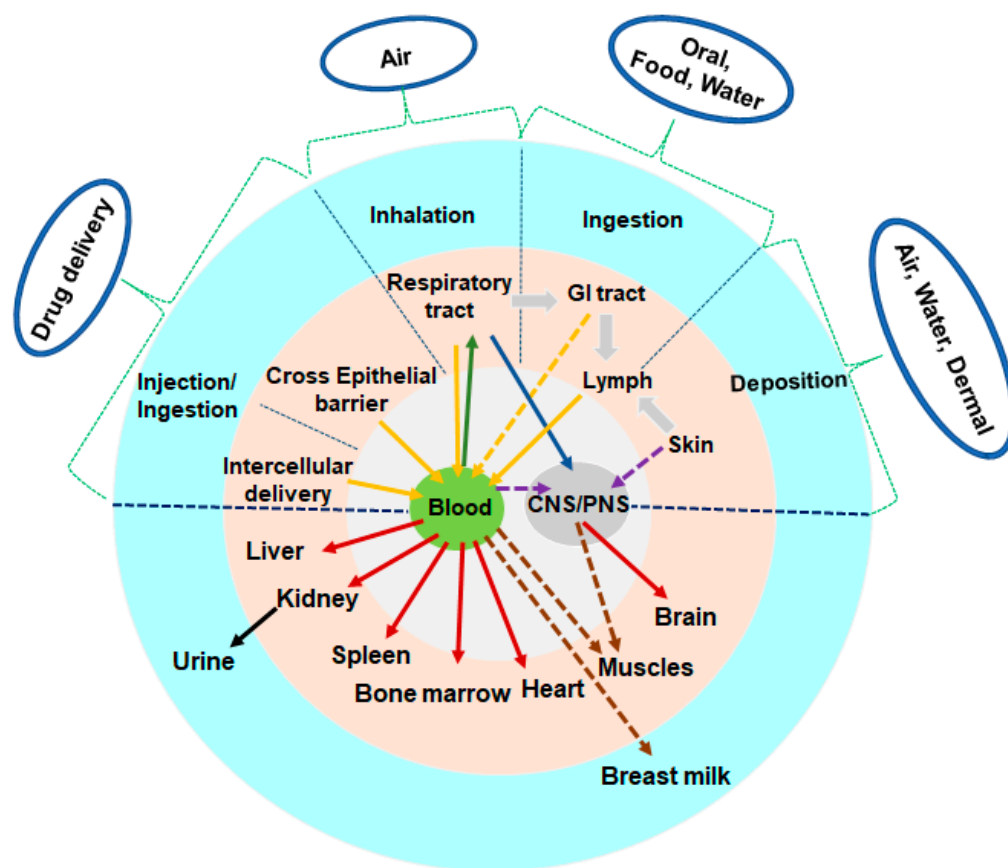 Air
Oral,
Food, Water
Drug delivery
Air, Water, Dermal
Inhalation
Ingestion
Injection/
Ingestion
Deposition
Respiratory
tract
GI tract
Cross Epithelial
barrier
Lymph
Skin
Intercellular
delivery
Blood
CNS/PNS
Liver
Kidney
Urine
Spleen
Bone marrow
Heart
Muscles
Brain
Breast milk